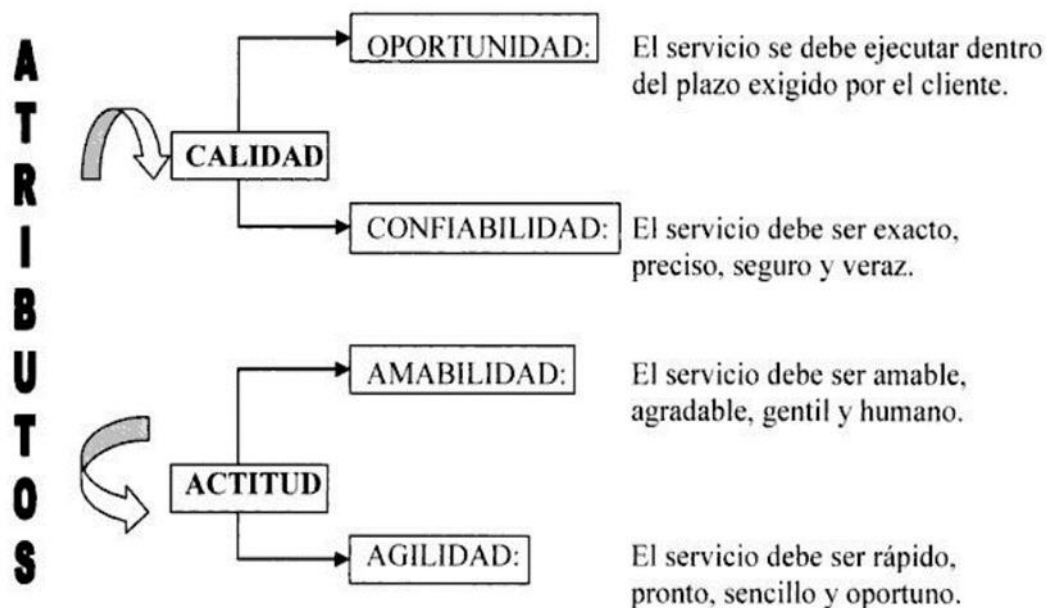 ATRIBUTOS
CALIDAD
OPORTUNIDAD:
El servicio se debe ejecutar dentro
del plazo exigido por el cliente.
CONFIABILIDAD:
El servicio debe ser exacto,
preciso, seguro y veraz.
ACTITUD
AMABILIDAD:
El servicio debe ser amable,
agradable, gentil y humano.
AGILIDAD:
El servicio debe ser rápido,
pronto, sencillo y oportuno.